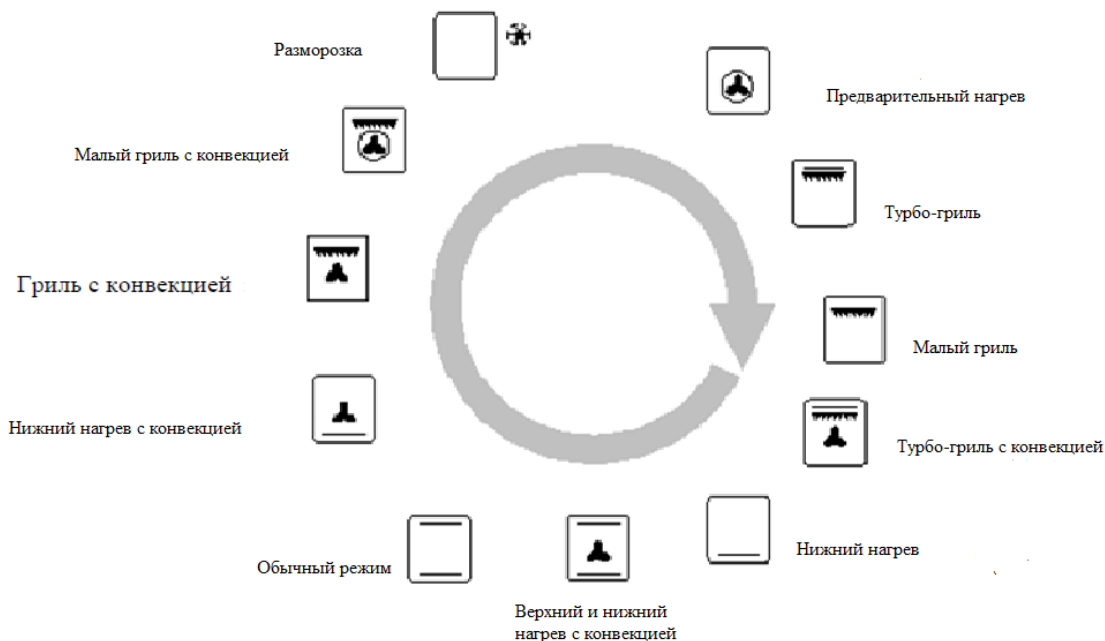 Разморозка
Предварительный нагрев
Малый гриль с конвекцией
Турбо-гриль
Гриль с конвекцией
Малый гриль
Нижний нагрев с конвекцией
Турбо-гриль с конвекцией
Обычный режим
Нижний нагрев
Верхний и нижний
нагрев с конвекцией